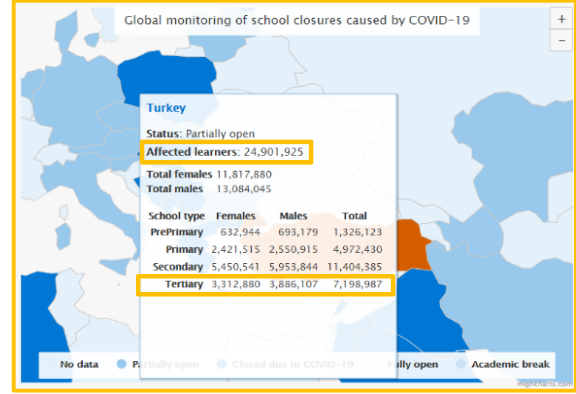 Global monitoring of school closures caused by COVID-19
+
−
Turkey
Status: Partially open
Affected learners: 24,901,925
Total females 11,817,880
Total males 13,084,045
School type Females Males Total
PrePrimary 632,944 693,179 1,326,123
Primary 2,421,515 2,550,915 4,972,430
Secondary 5,450,541 5,953,844 11,404,385
Tertiary 3,312,880 3,886,107 7,198,987
No data Partially open Closed due to COVID-19 Fully open Academic break
Highcharts.com